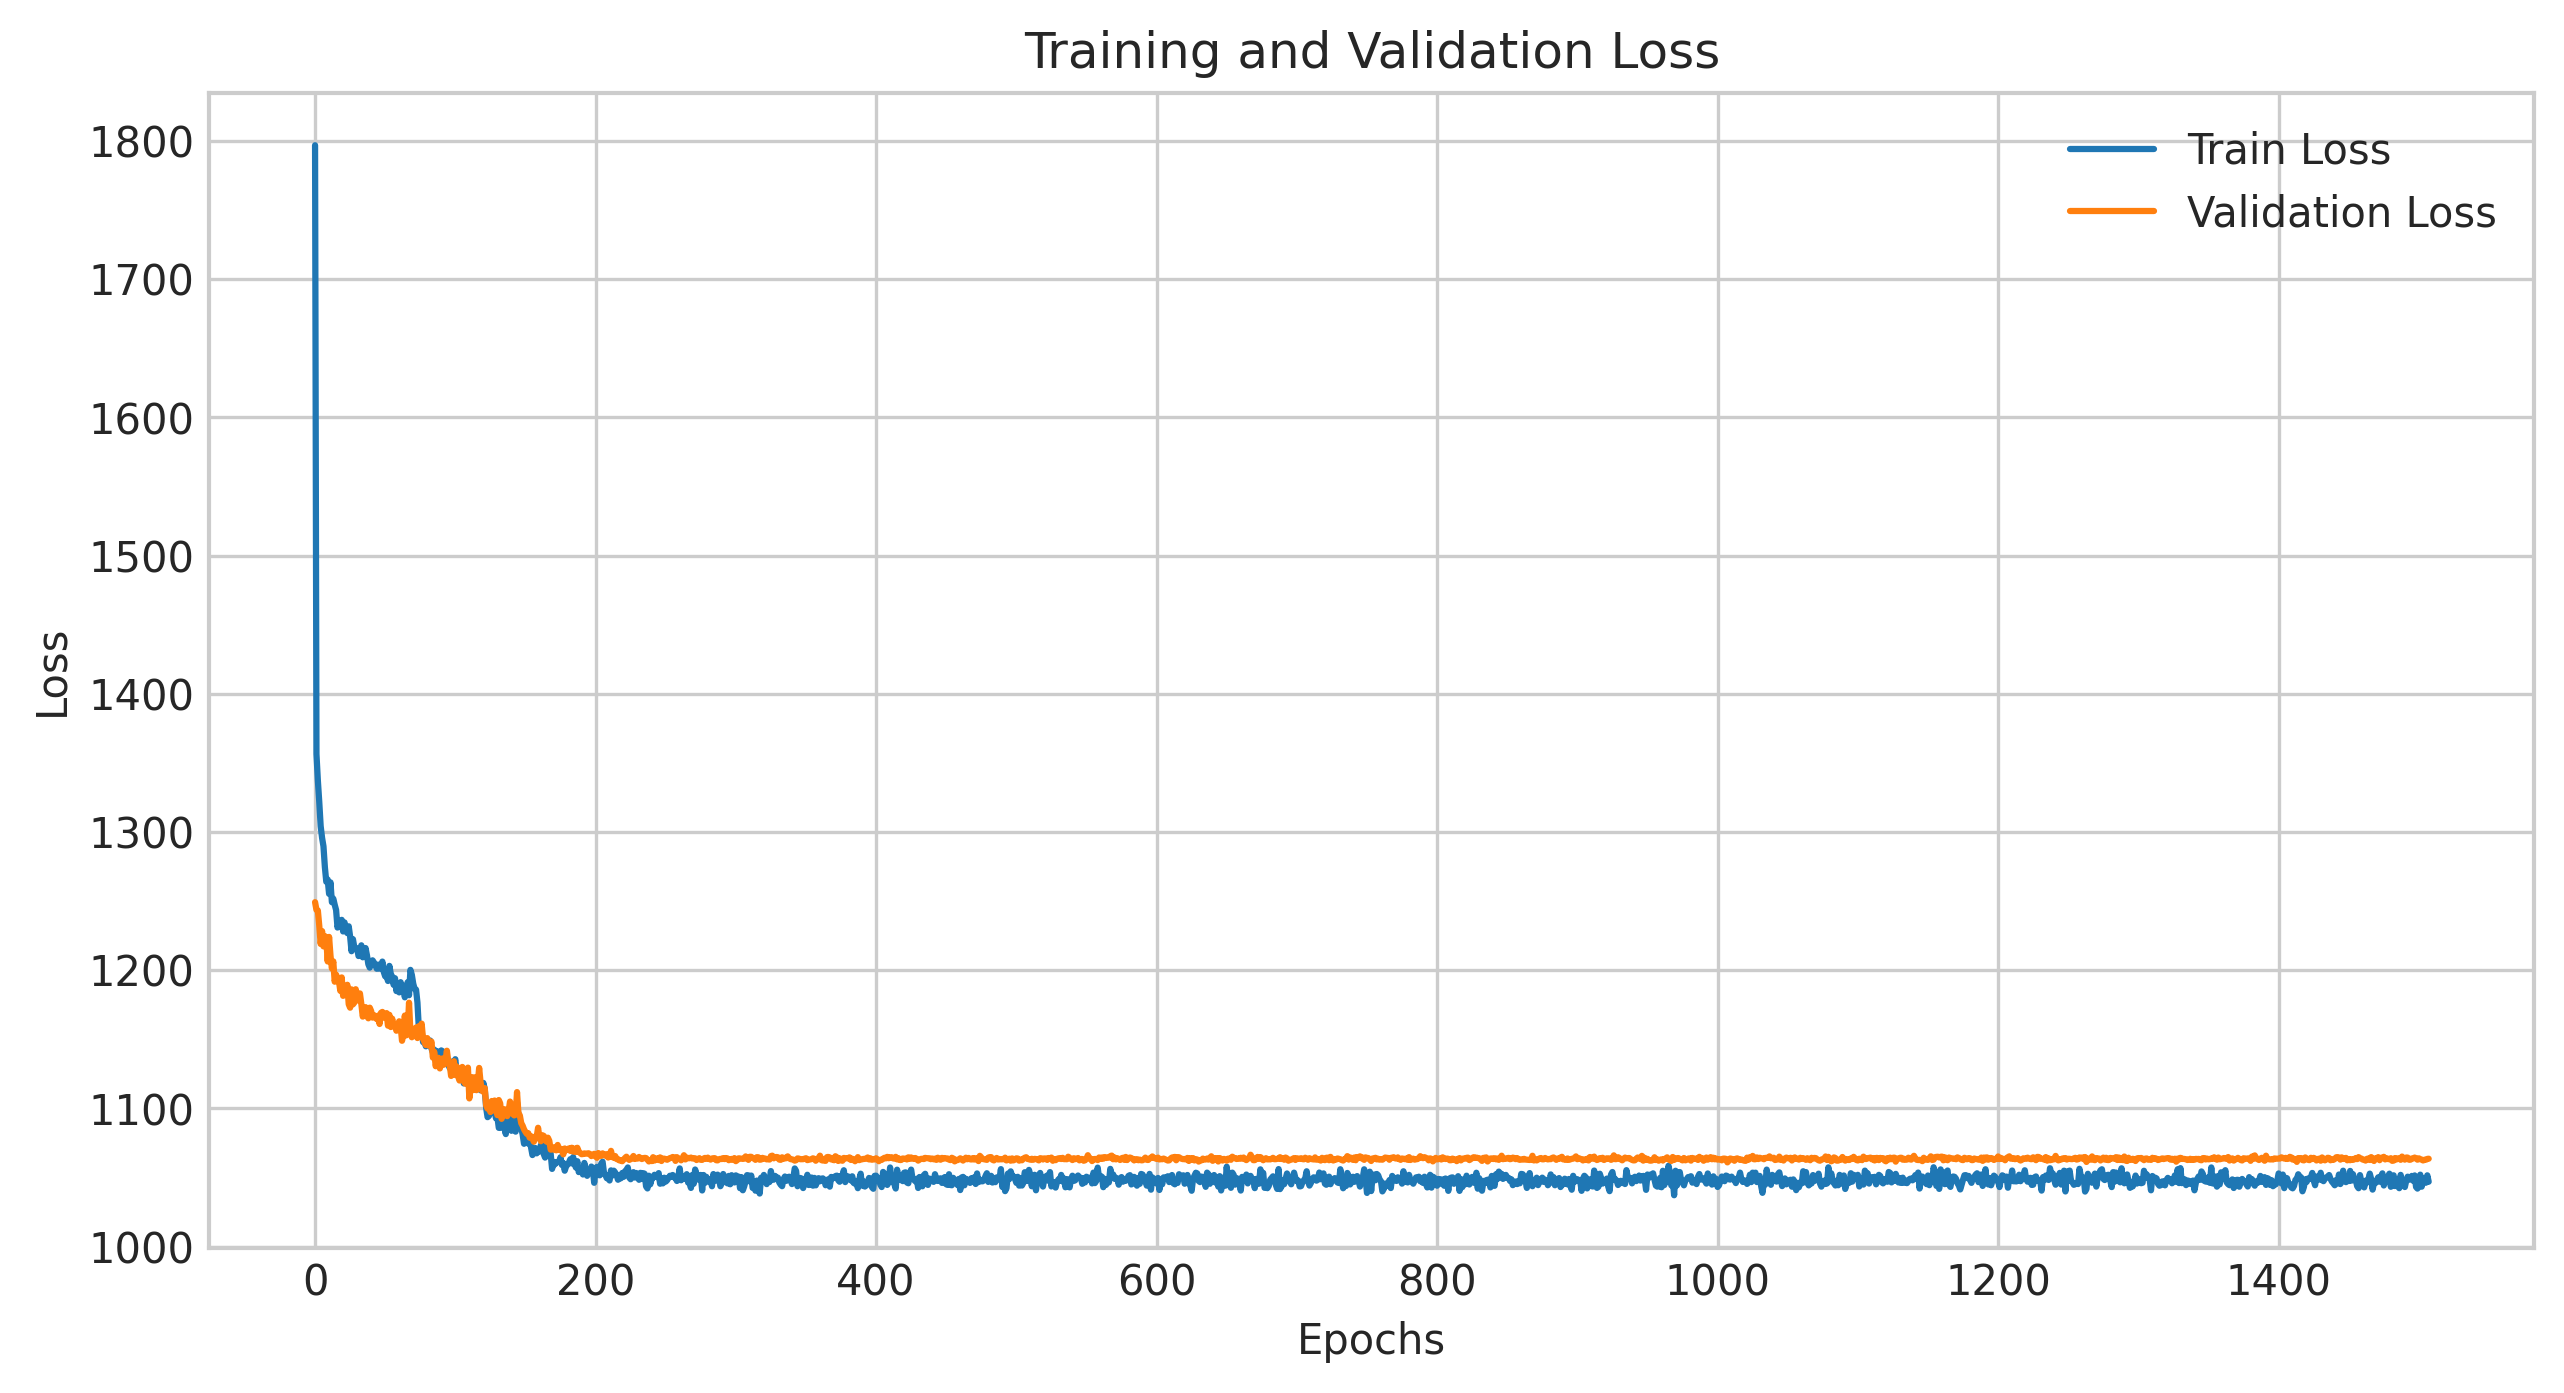 Training and Validation Loss
Train Loss
Validation Loss
1800
1700
1600
1500
1400
1300
1200
1100
1000
Loss
0 200 400 600 800 1000 1200 1400
Epochs